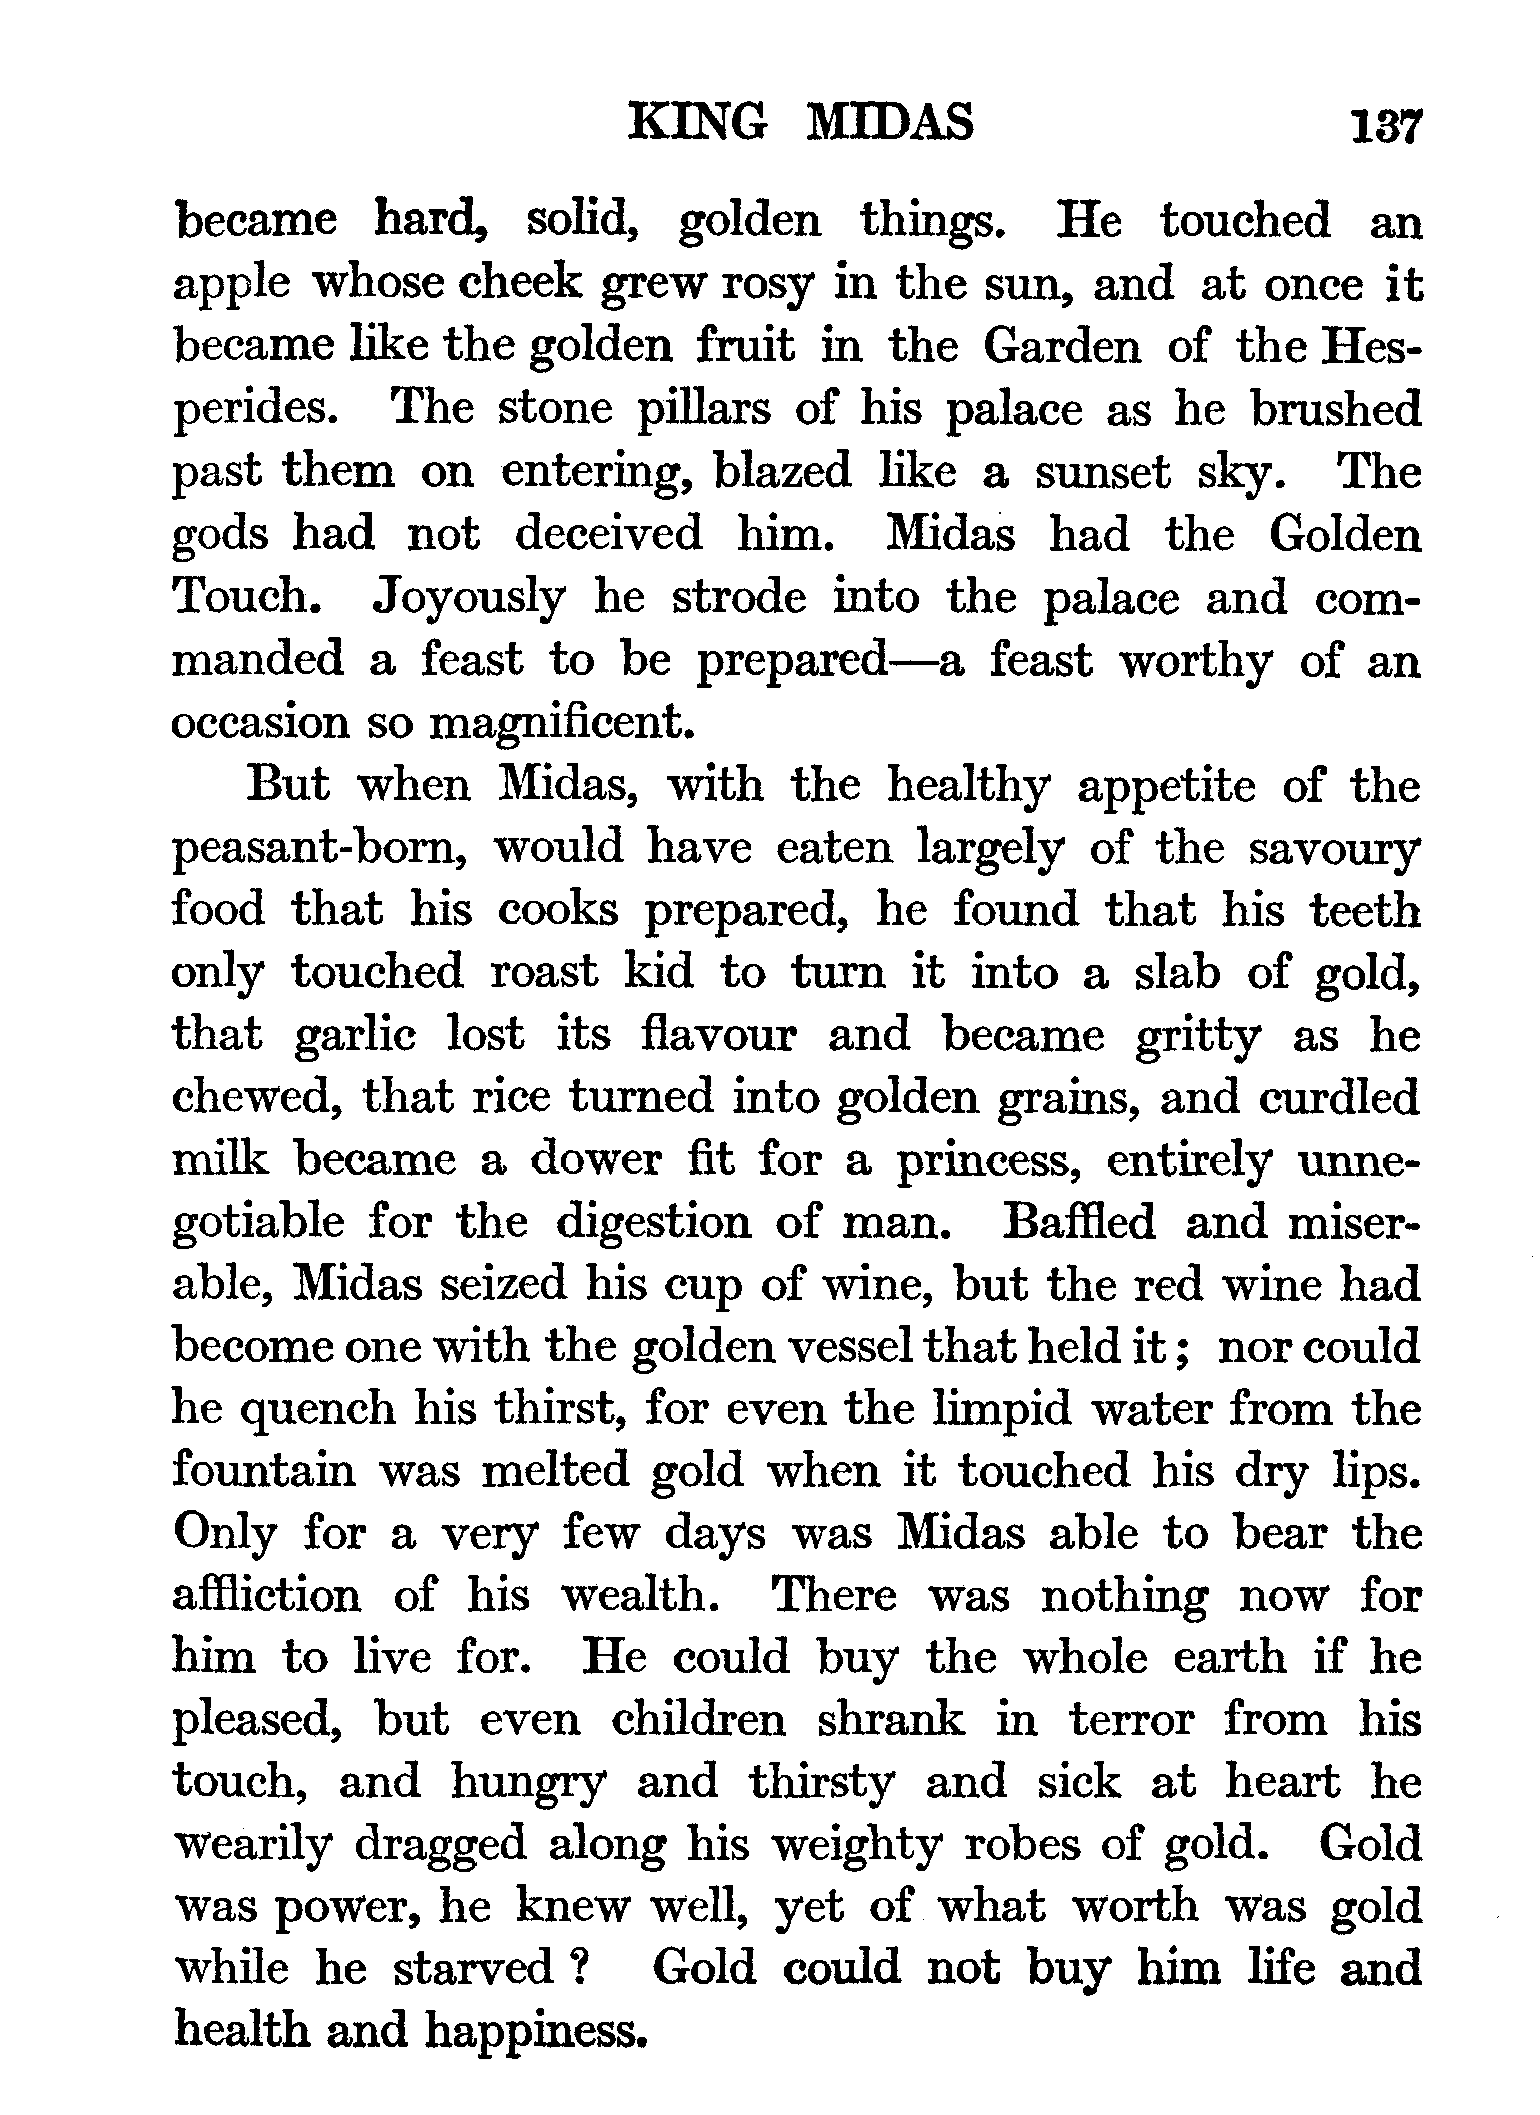 KING MIDAS 137
became hard, solid, golden things. He touched an
apple whose cheek grew rosy in the sun, and at once it
became like the golden fruit in the Garden of the Hes-
perides. The stone pillars of his palace as he brushed
past them on entering, blazed like a sunset sky. The
gods had not deceived him. Midas had the Golden
Touch. Joyously he strode into the palace and com-
manded a feast to be prepared—a feast worthy of an
occasion so magnificent.
But when Midas, with the healthy appetite of the
peasant-born, would have eaten largely of the savoury
food that his cooks prepared, he found that his teeth
only touched roast kid to turn it into a slab of gold,
that garlic lost its flavour and became gritty as he
chewed, that rice turned into golden grains, and curdled
milk became a dower fit for a princess, entirely unne-
gotiable for the digestion of man. Baffled and miser-
able, Midas seized his cup of wine, but the red wine had
become one with the golden vessel that held it; nor could
he quench his thirst, for even the limpid water from the
fountain was melted gold when it touched his dry lips.
Only for a very few days was Midas able to bear the
affliction of his wealth. There was nothing now for
him to live for. He could buy the whole earth if he
pleased, but even children shrank in terror from his
touch, and hungry and thirsty and sick at heart he
wearily dragged along his weighty robes of gold. Gold
was power, he knew well, yet of what worth was gold
while he starved? Gold could not buy him life and
health and happiness.